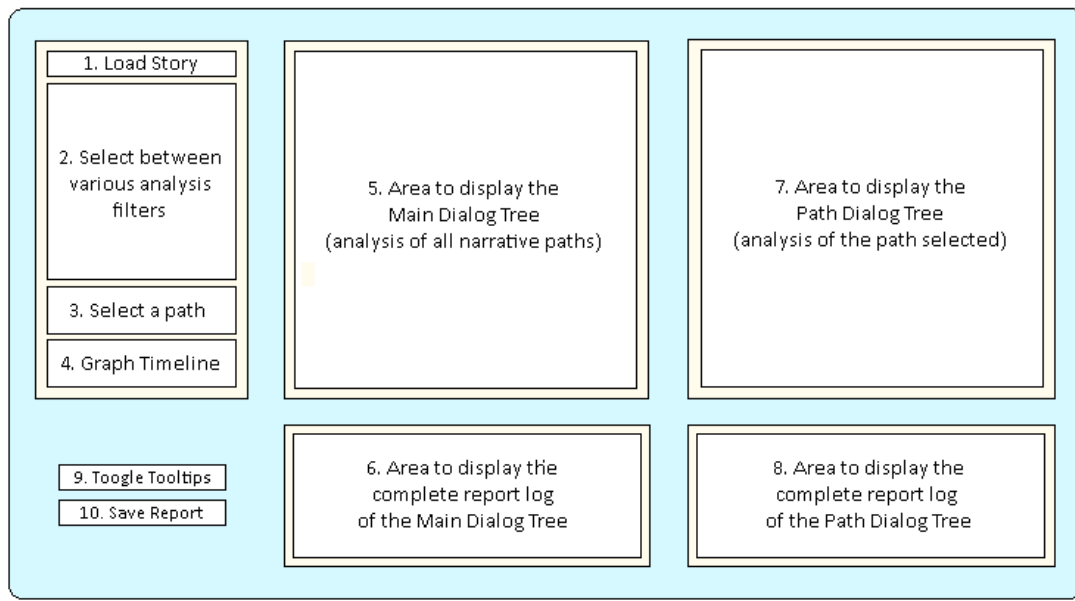 1. Load Story
2. Select between
various analysis
filters
3. Select a path
4. Graph Timeline
5. Area to display the
Main Dialog Tree
(analysis of all narrative paths)
7. Area to display the
Path Dialog Tree
(analysis of the path selected)
9. Toogle Tooltips
10. Save Report
6. Area to display the
complete report log
of the Main Dialog Tree
8. Area to display the
complete report log
of the Path Dialog Tree